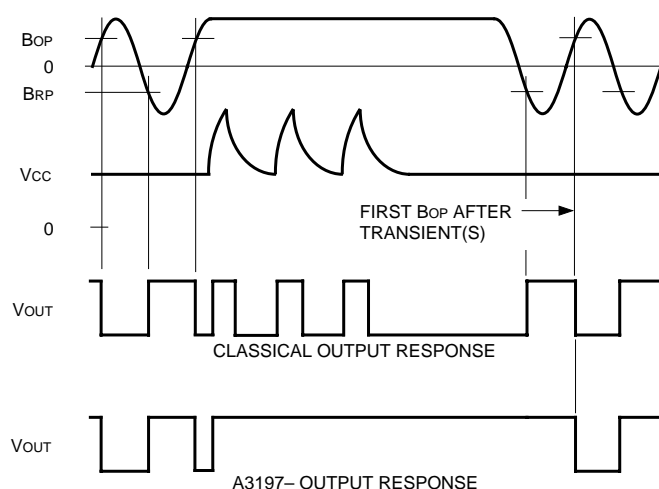 BOP
0
BRP
VCC
FIRST BOP AFTER
TRANSIENT(S)
0
VOUT
CLASSICAL OUTPUT RESPONSE
VOUT
A3197– OUTPUT RESPONSE